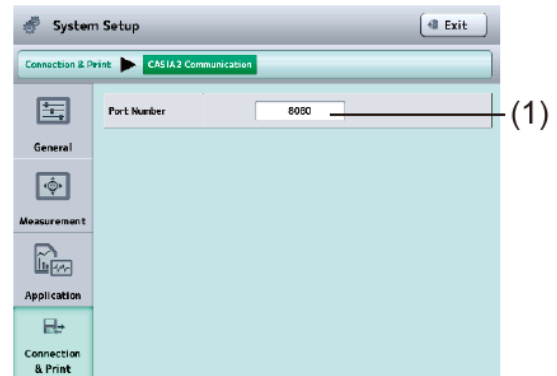 System Setup
Exit
Connection & Print ▶ CASIA2 Communication
Port Number 8080
(1)
General
Measurement
Application
Connection
& Print